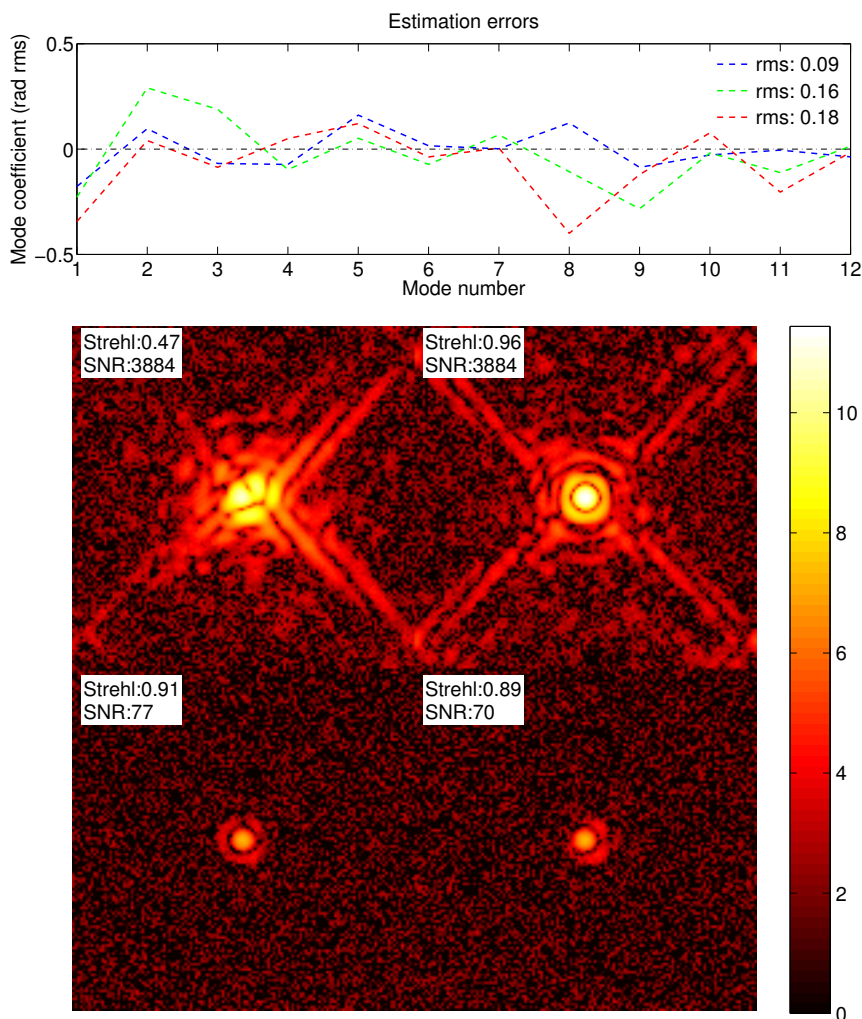 Estimation errors
Mode coefficient (rad rms)
0.5
0
−0.5
rms: 0.09
rms: 0.16
rms: 0.18
1 2 3 4 5 6 7 8 9 10 11 12
Mode number
Strehl:0.47
SNR:3884
Strehl:0.96
SNR:3884
Strehl:0.91
SNR:77
Strehl:0.89
SNR:70
10
8
6
4
2
0